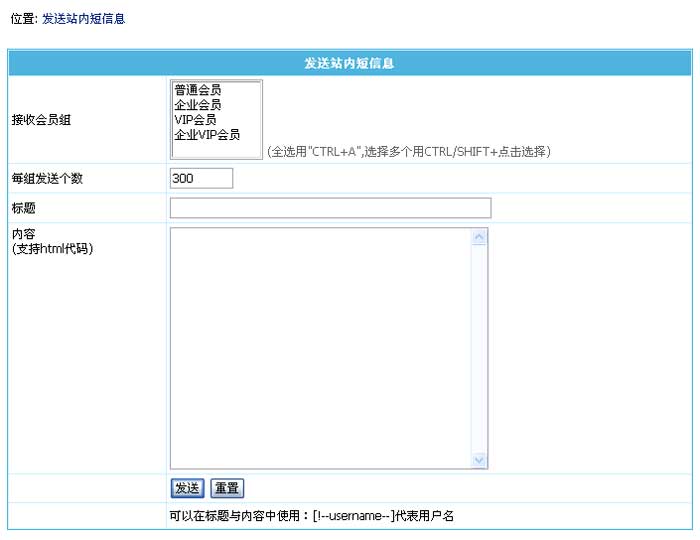 位置: 发送站内短信息
发送站内短信息
接收会员组
普通会员
企业会员
VIP会员
企业VIP会员
(全选用"CTRL+A",选择多个用CTRL/SHIFT+点击选择)
每组发送个数
300
标题
内容
(支持html代码)
发送 重置
可以在标题与内容中使用：[!--username--]代表用户名